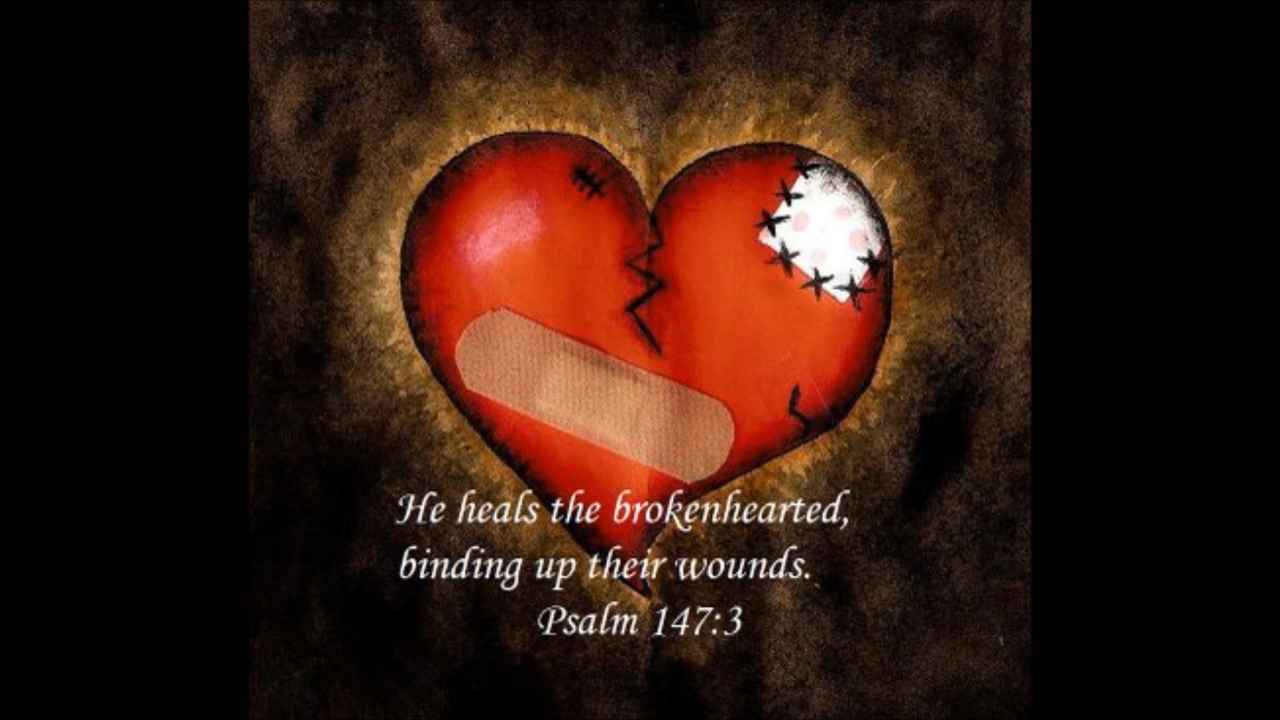 He heals the brokenhearted,
binding up their wounds.
Psalm 147:3